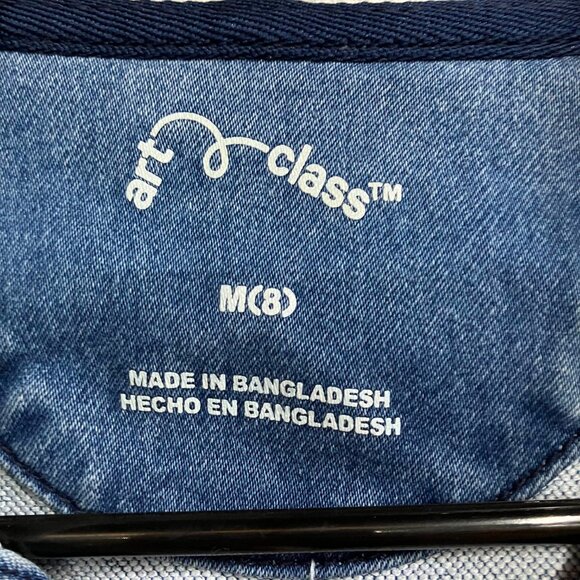 art class™
M(8)
MADE IN BANGLADESH
HECHO EN BANGLADESH